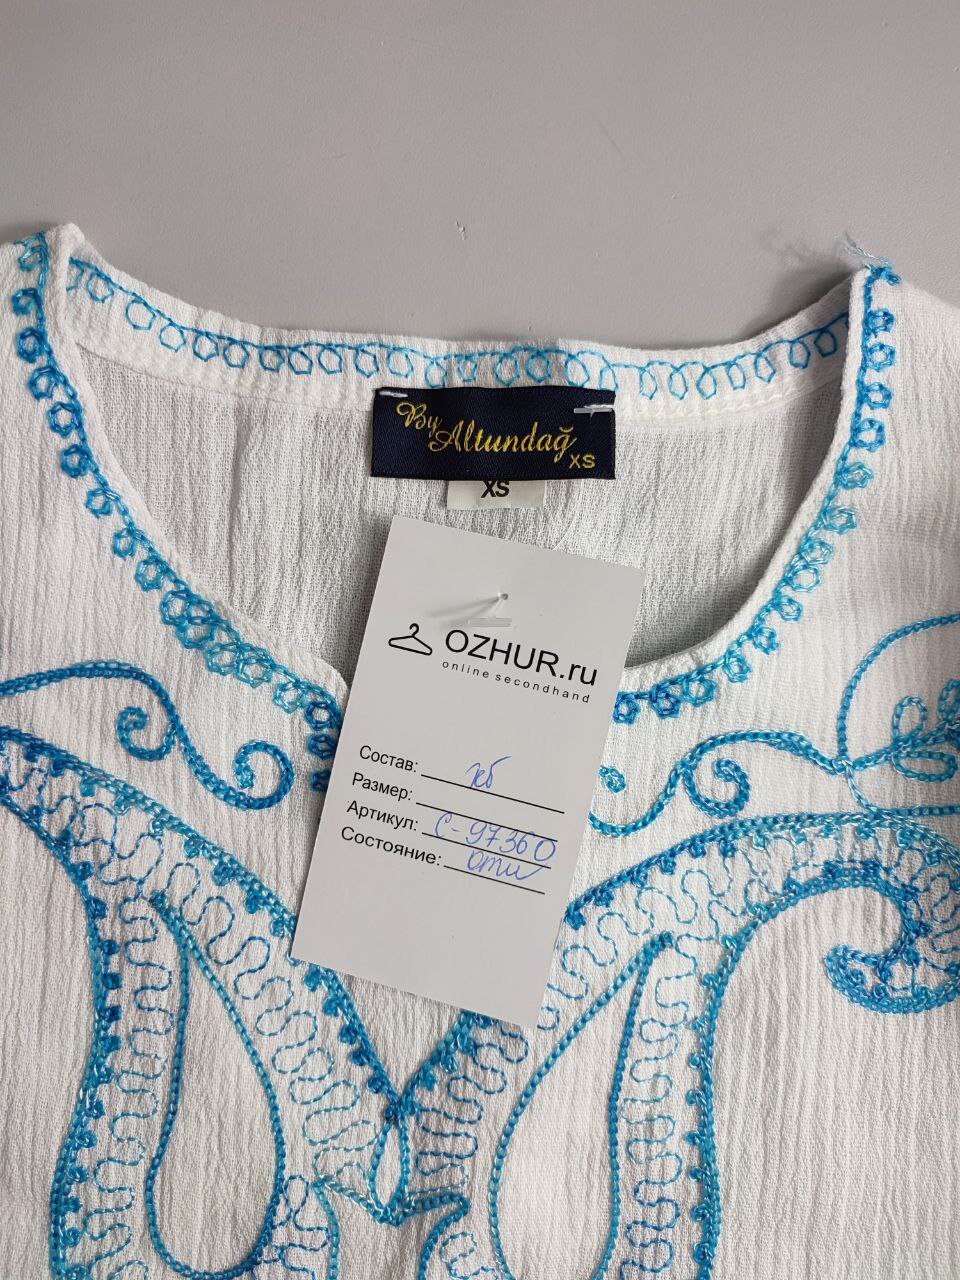 By Altundağ
XS
XS
OZHUR.ru
online secondhand
Состав: хб
Размер:
Артикул: С-97360
Состояние: отл